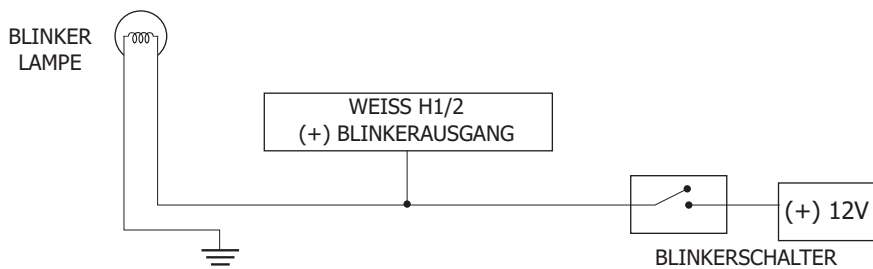 BLINKER
LAMPE
WEISS H1/2
(+) BLINKERAUSGANG
(+) 12V
BLINKERSCHALTER